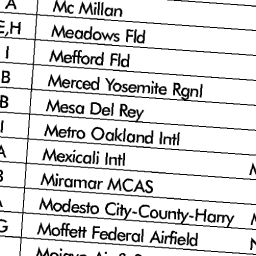 A Mc Millan
E,H Meadows Fld
I Mefford Fld
B Merced Yosemite Rgnl
B Mesa Del Rey
I Metro Oakland Intl
A Mexicali Intl
B Miramar MCAS
A Modesto City-County-Harry
G Moffett Federal Airfield